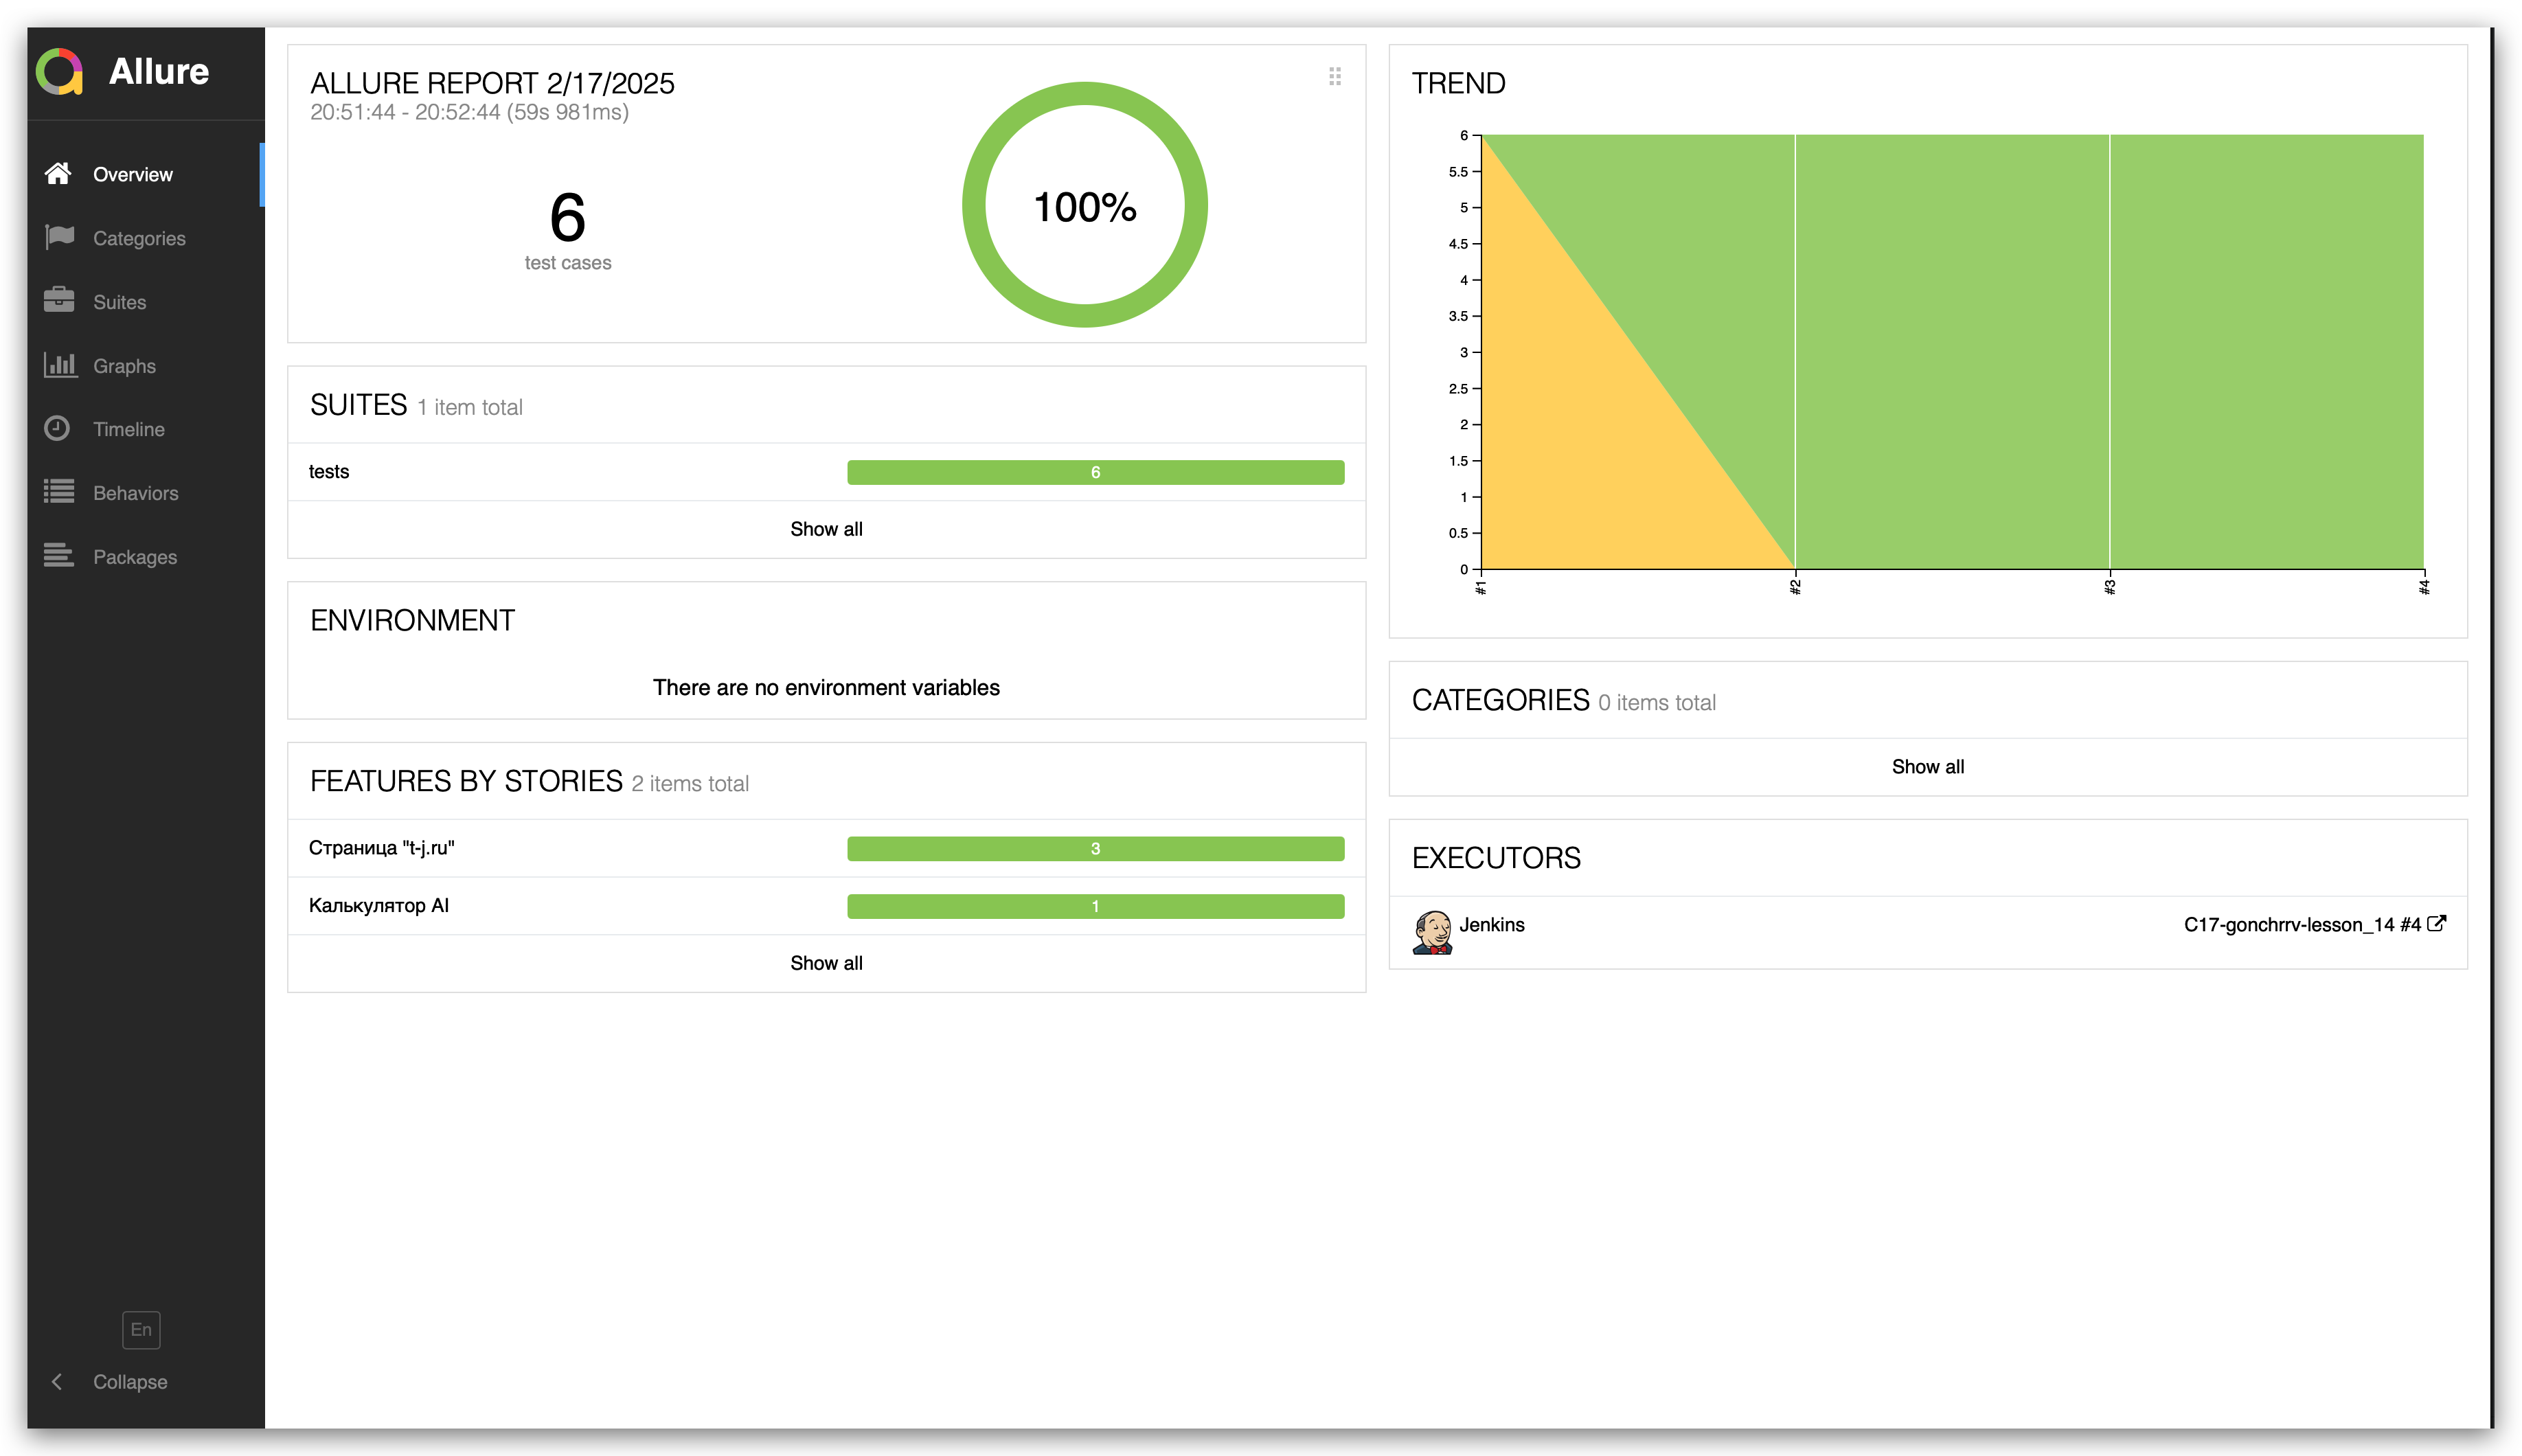 Allure
Overview
Categories
Suites
Graphs
Timeline
Behaviors
Packages
En
Collapse
ALLURE REPORT 2/17/2025
20:51:44 - 20:52:44 (59s 981ms)
6
test cases
100%
SUITES 1 item total
tests 6
Show all
ENVIRONMENT
There are no environment variables
FEATURES BY STORIES 2 items total
Страница "t-j.ru" 3
Калькулятор AI 1
Show all
TREND
6
5.5
5
4.5
4
3.5
3
2.5
2
1.5
1
0.5
0
#1 #2 #3 #4
CATEGORIES 0 items total
Show all
EXECUTORS
Jenkins C17-gonchrrv-lesson_14 #4